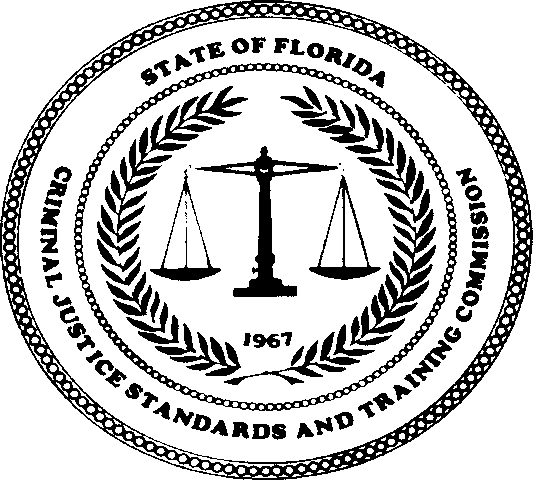 STATE OF FLORIDA
CRIMINAL JUSTICE STANDARDS AND TRAINING COMMISSION
1967